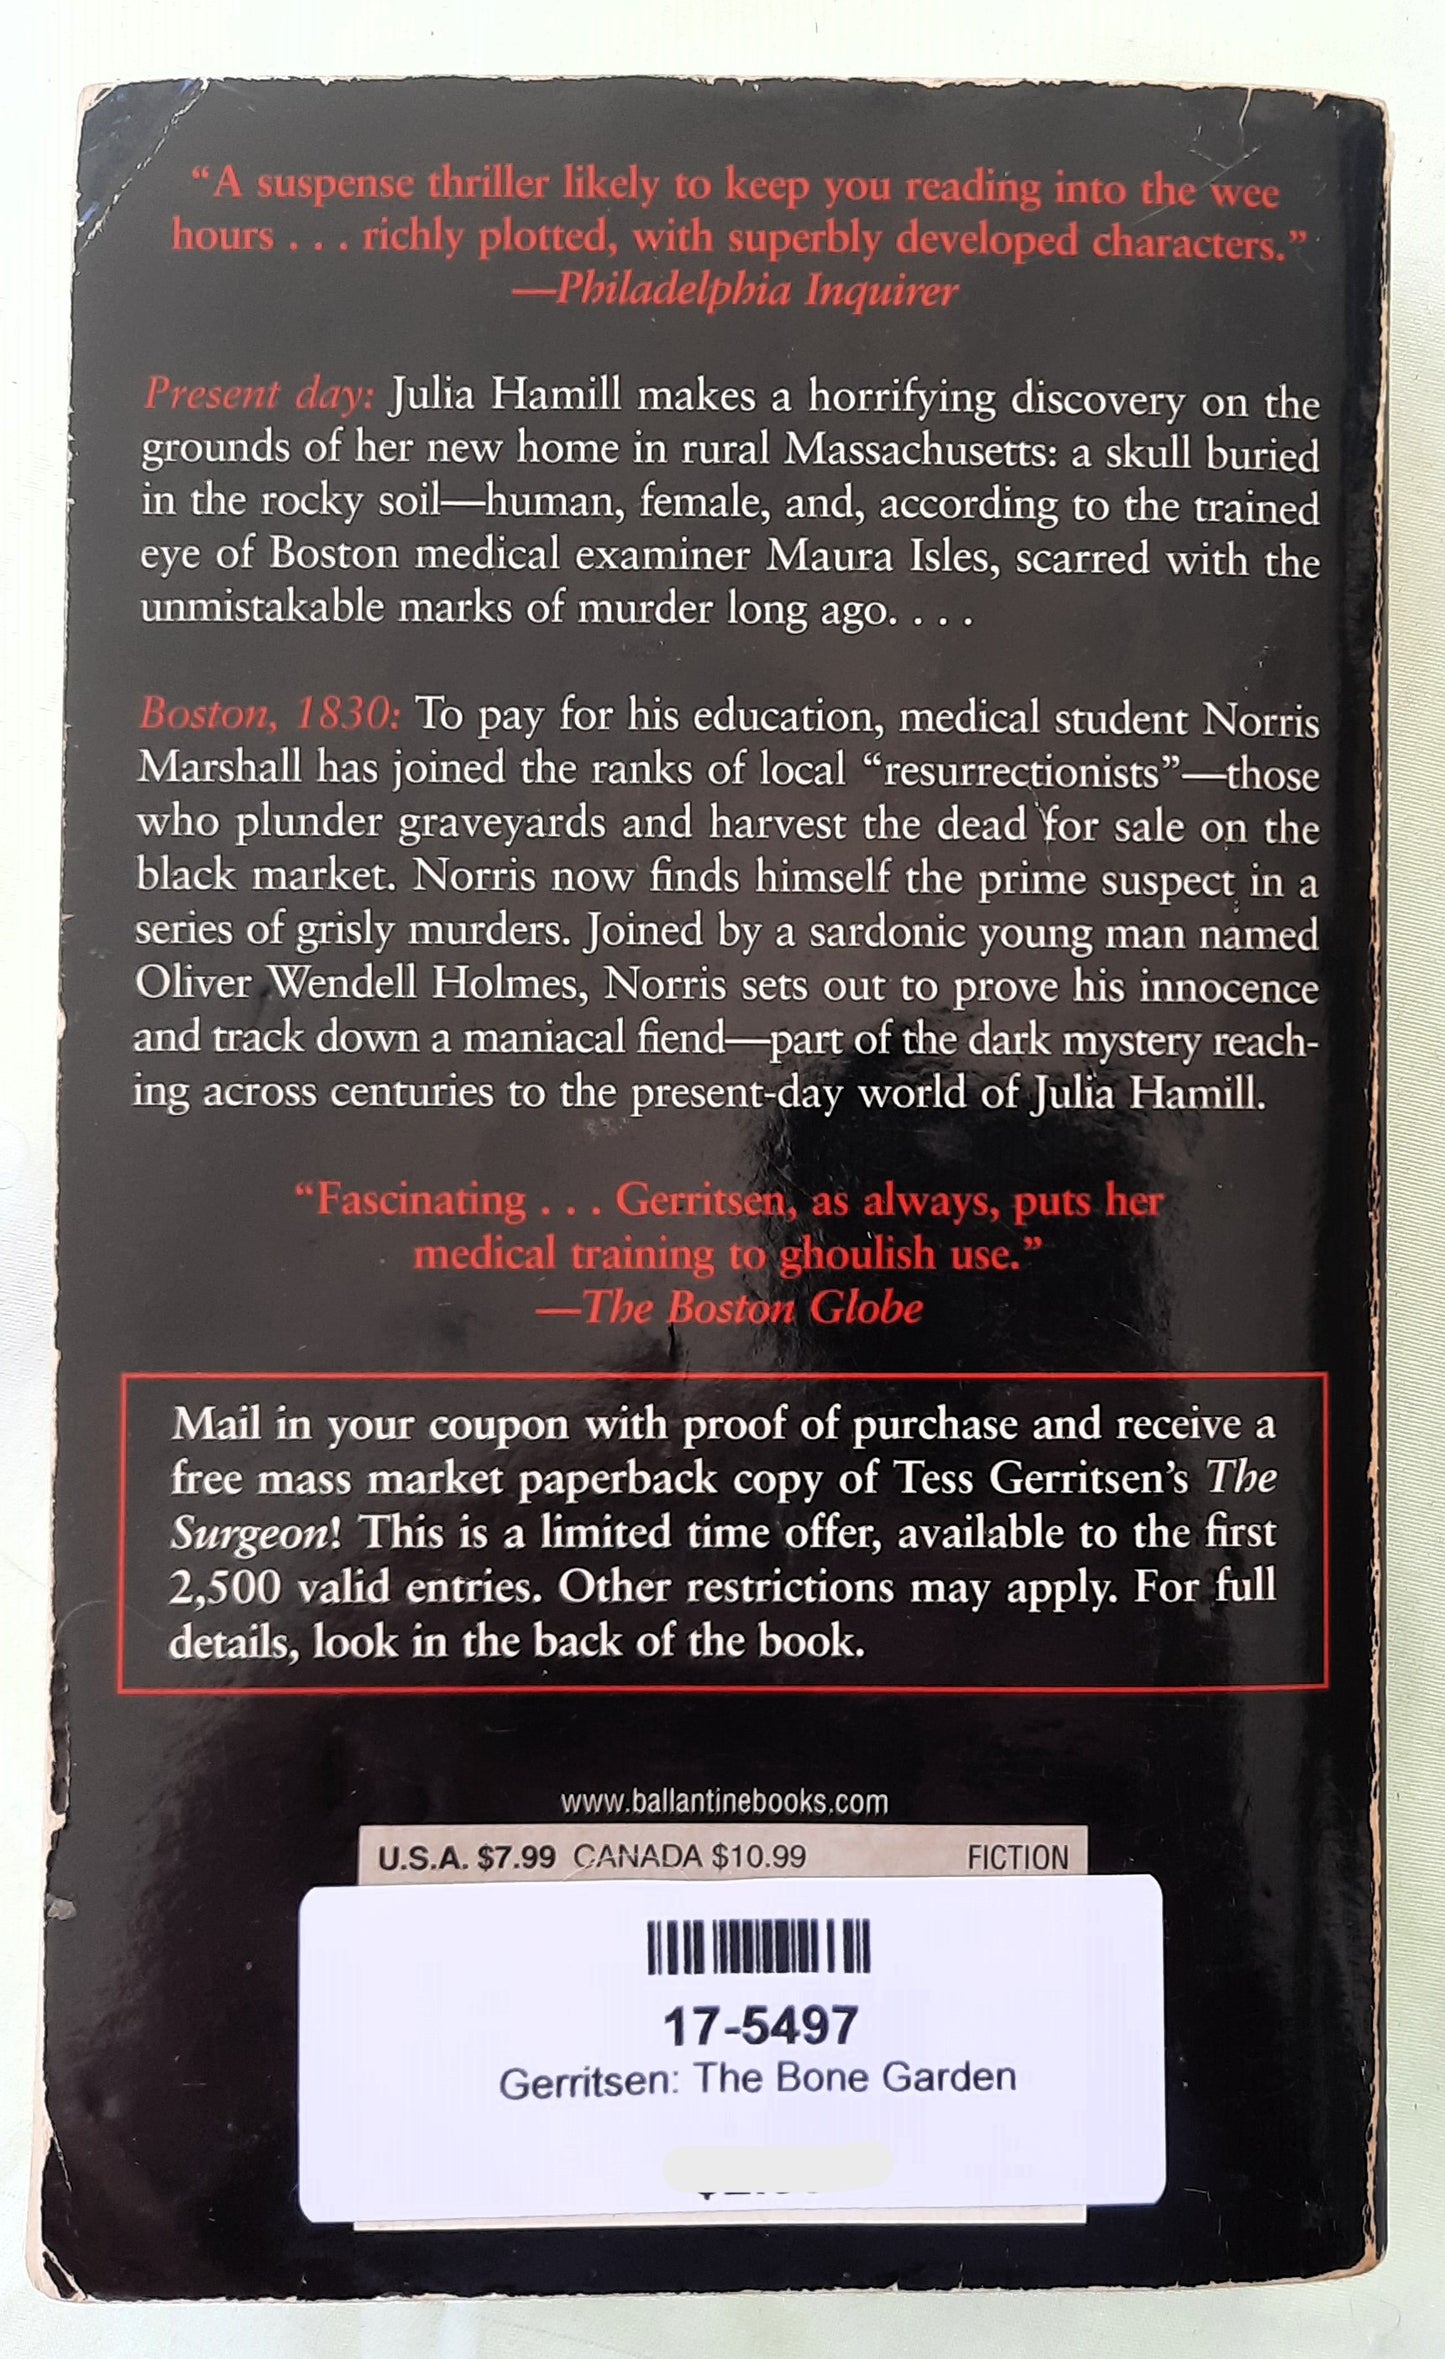 “A suspense thriller likely to keep you reading into the wee
hours . . . richly plotted, with superbly developed characters.”
—Philadelphia Inquirer
Present day: Julia Hamill makes a horrifying discovery on the
grounds of her new home in rural Massachusetts: a skull buried
in the rocky soil—human, female, and, according to the trained
eye of Boston medical examiner Maura Isles, scarred with the
unmistakable marks of murder long ago. . . .
Boston, 1830: To pay for his education, medical student Norris
Marshall has joined the ranks of local “resurrectionists”—those
who plunder graveyards and harvest the dead for sale on the
black market. Norris now finds himself the prime suspect in a
series of grisly murders. Joined by a sardonic young man named
Oliver Wendell Holmes, Norris sets out to prove his innocence
and track down a maniacal fiend—part of the dark mystery reach-
ing across centuries to the present-day world of Julia Hamill.
“Fascinating . . . Gerritsen, as always, puts her
medical training to ghoulish use.”
—The Boston Globe
Mail in your coupon with proof of purchase and receive a
free mass market paperback copy of Tess Gerritsen’s The
Surgeon! This is a limited time offer, available to the first
2,500 valid entries. Other restrictions may apply. For full
details, look in the back of the book.
www.ballantinebooks.com
U.S.A. $7.99 CANADA $10.99 FICTION
17-5497
Gerritsen: The Bone Garden